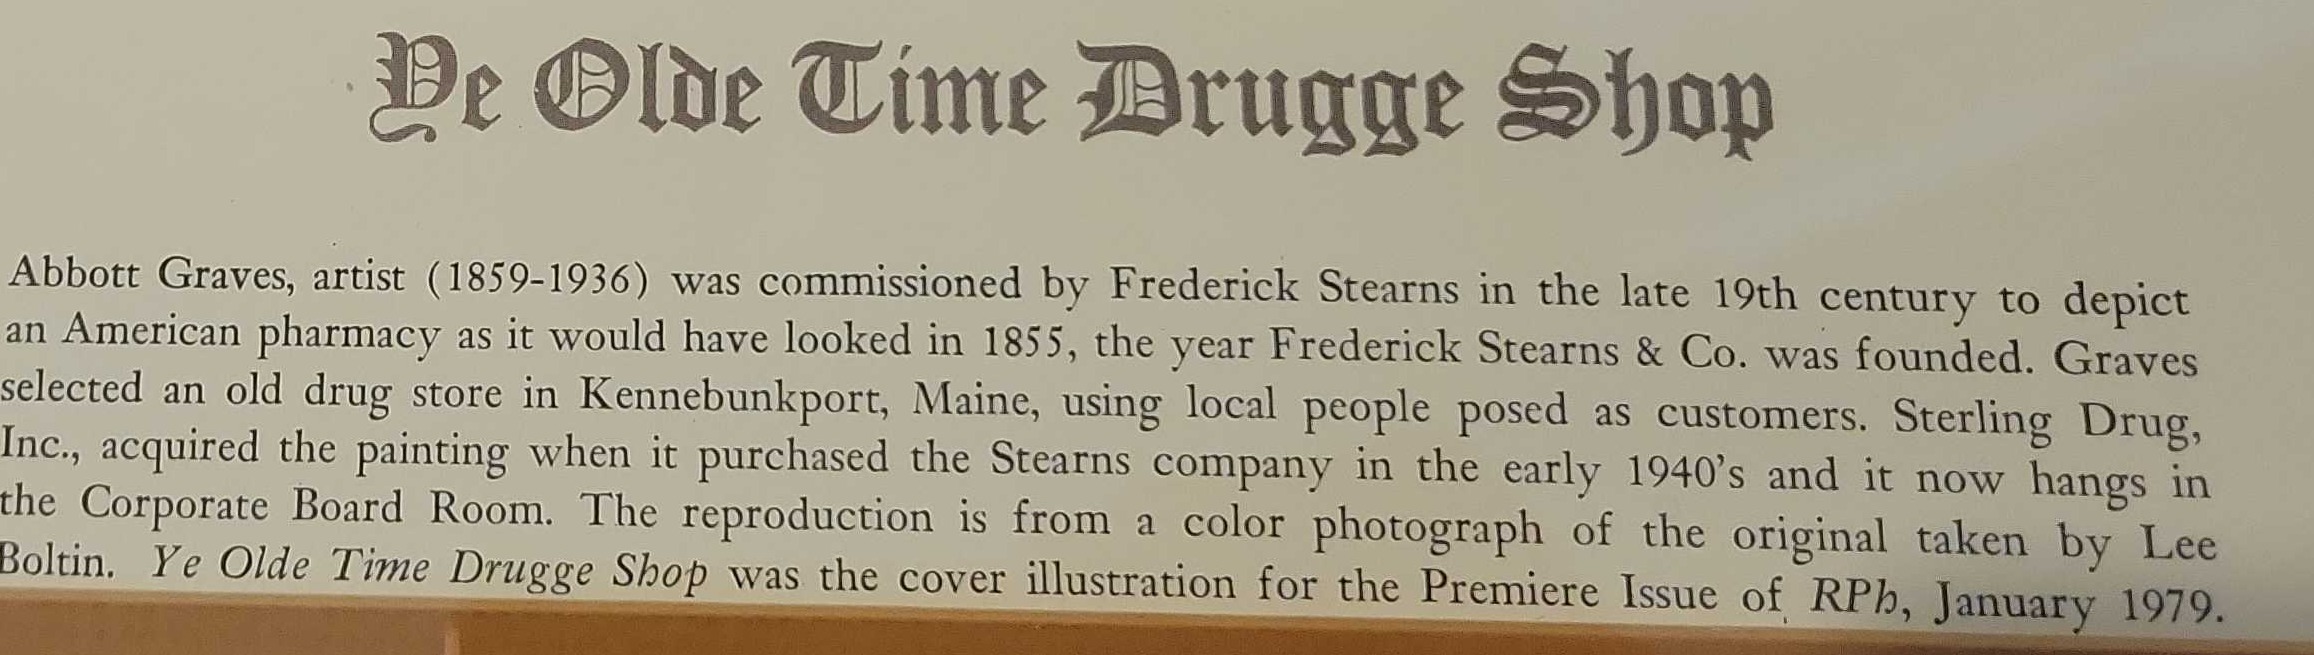 Ye Olde Time Drugge Shop
Abbott Graves, artist (1859-1936) was commissioned by Frederick Stearns in the late 19th century to depict
an American pharmacy as it would have looked in 1855, the year Frederick Stearns & Co. was founded. Graves
selected an old drug store in Kennebunkport, Maine, using local people posed as customers. Sterling Drug,
Inc., acquired the painting when it purchased the Stearns company in the early 1940's and it now hangs in
the Corporate Board Room. The reproduction is from a color photograph of the original taken by Lee
Boltin. Ye Olde Time Drugge Shop was the cover illustration for the Premiere Issue of RPh, January 1979.